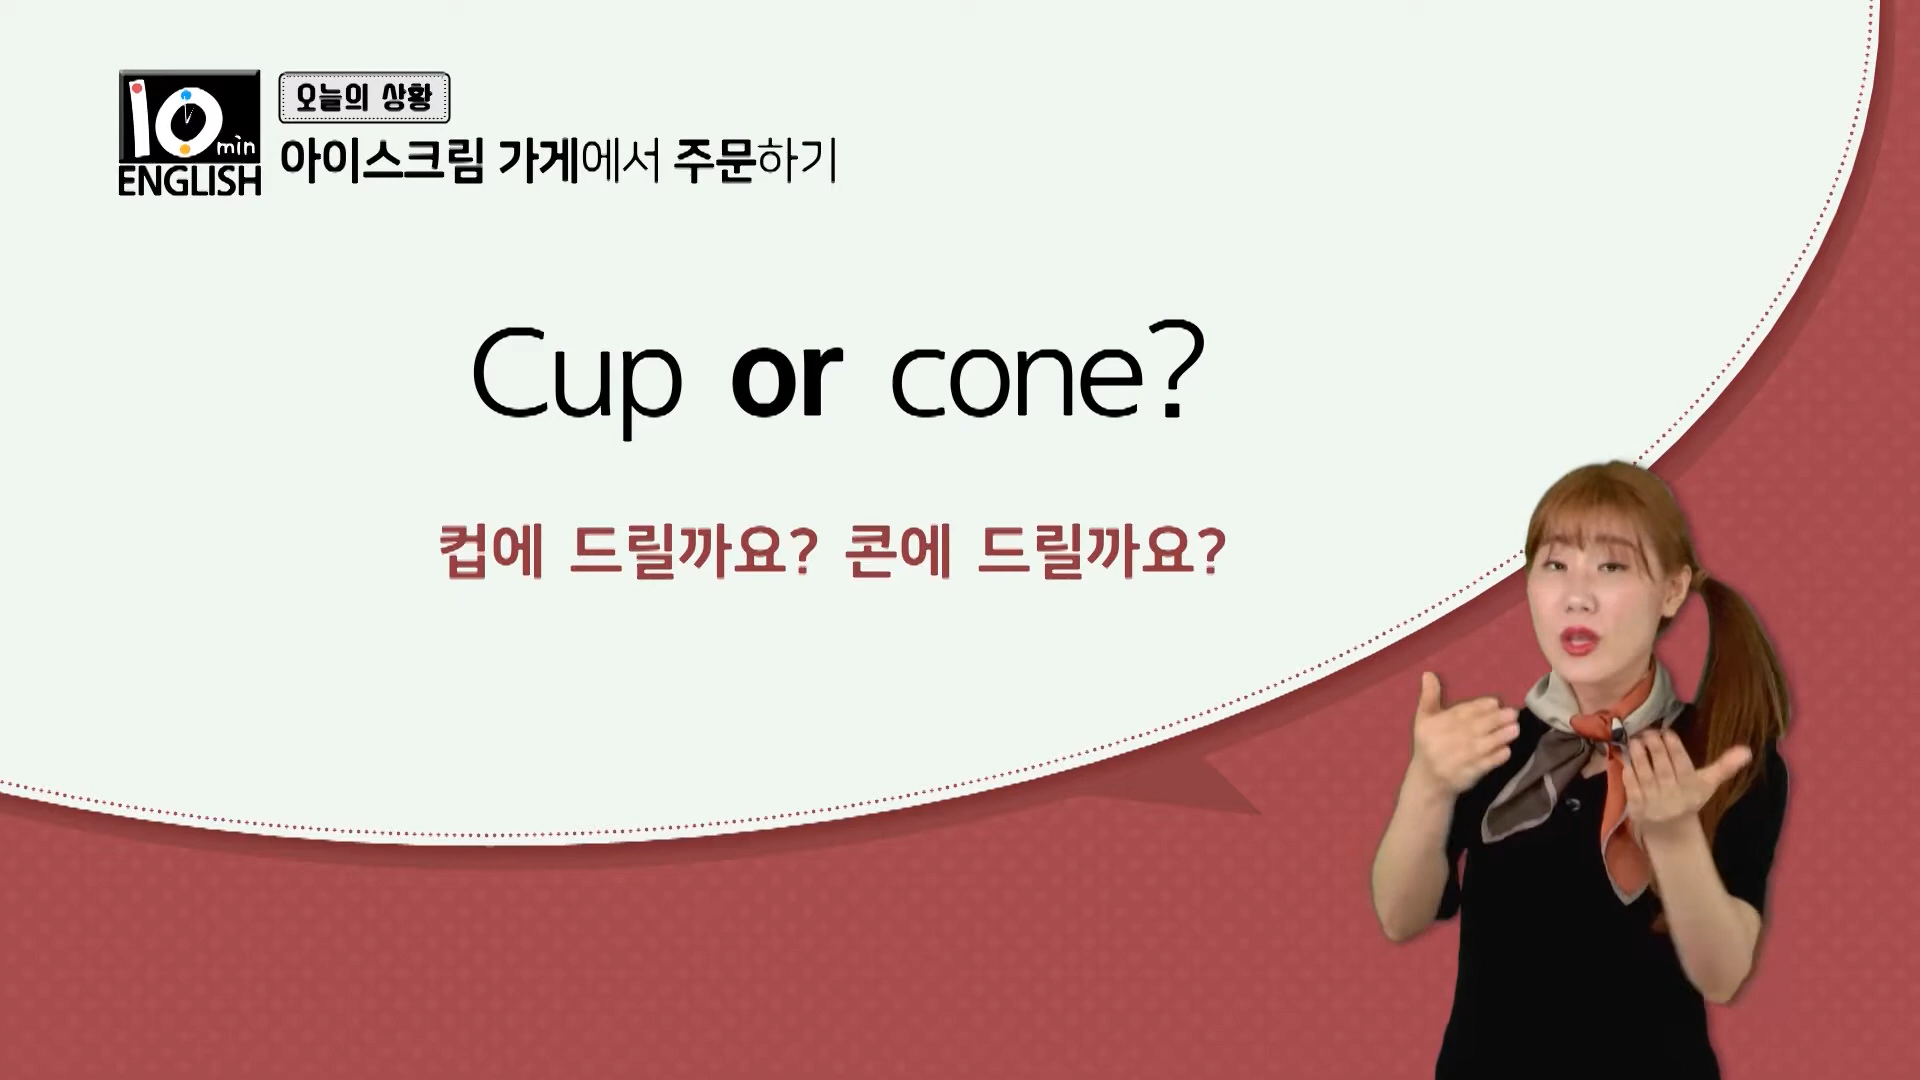 10 min
ENGLISH
오늘의 상황
아이스크림 가게에서 주문하기
Cup or cone?
컵에 드릴까요? 콘에 드릴까요?